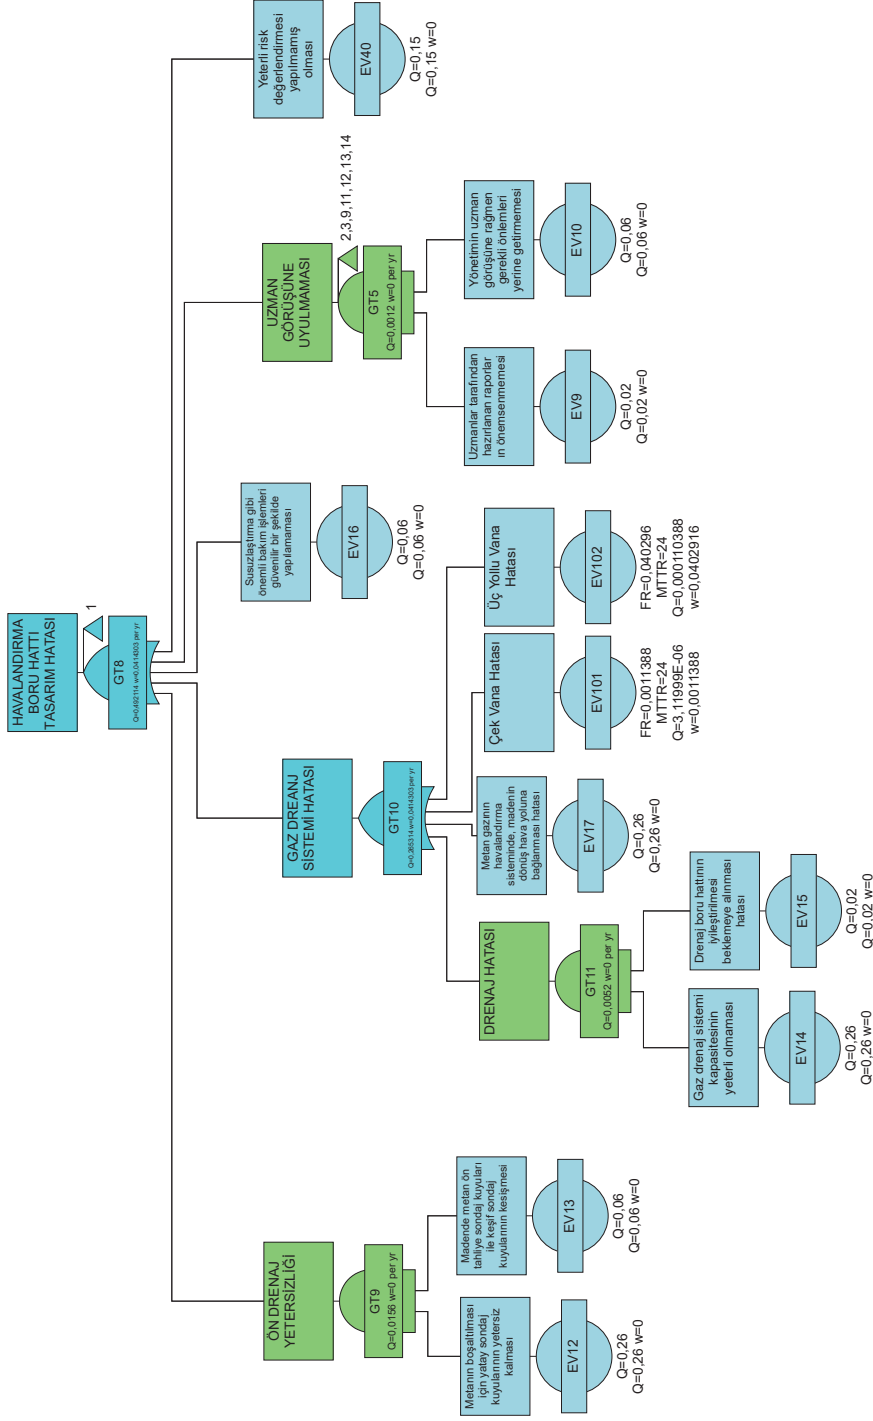 HAVALANDIRMA
BORU HATTI
TASARIM HATASI
1
GT8
Q=0,492114 w=0,0414303 per yr
ÖN DRENAJ
YETERSİZLİĞİ
GT9
Q=0,0156 w=0 per yr
Metanın boşaltılması
için yatay sondaj
kuyularının yetersiz
kalması
EV12
Q=0,26
Q=0,26 w=0
Madende metan ön
tahliye sondaj kuyuları
ile keşif sondaj
kuyularının kesişmesi
EV13
Q=0,06
Q=0,06 w=0
GAZ DREANJ
SİSTEMİ HATASI
GT10
Q=0,265314 w=0,0414303 per yr
DRENAJ HATASI
GT11
Q=0,0052 w=0 per yr
Gaz drenaj sistemi
kapasitesinin
yeterli olmaması
EV14
Q=0,26
Q=0,26 w=0
Drenaj boru hattının
iyileştirilmesi
beklemeye alınması
hatası
EV15
Q=0,02
Q=0.02 w=0
Metan gazının
havalandırma
sisteminde, madenin
dönüş hava yoluna
bağlanması hatası
EV17
Q=0,26
Q=0,26 w=0
Çek Vana Hatası
EV101
FR=0,0011388
MTTR=24
Q=3,11999E-06
w=0,0011388
Üç Yollu Vana
Hatası
EV102
FR=0,040296
MTTR=24
Q=0,000110388
w=0,0402916
Susuzlaştırma gibi
önemli bakım işlemleri
güvenilir bir şekilde
yapılamaması
EV16
Q=0,06
Q=0,06 w=0
UZMAN
GÖRÜŞÜNE
UYULMAMASI
2,3,9,11,12,13,14
GT5
Q=0,0012 w=0 per yr
Uzmanlar tarafından
hazırlanan raporlar
ın önemsenmemesi
EV9
Q=0,02
Q=0,02 w=0
Yönetimin uzman
görüşüne rağmen
gerekli önlemleri
yerine getirmemesi
EV10
Q=0,06
Q=0,06 w=0
Yeterli risk
değerlendirmesi
yapılmamış
olması
EV40
Q=0,15
Q=0,15 w=0